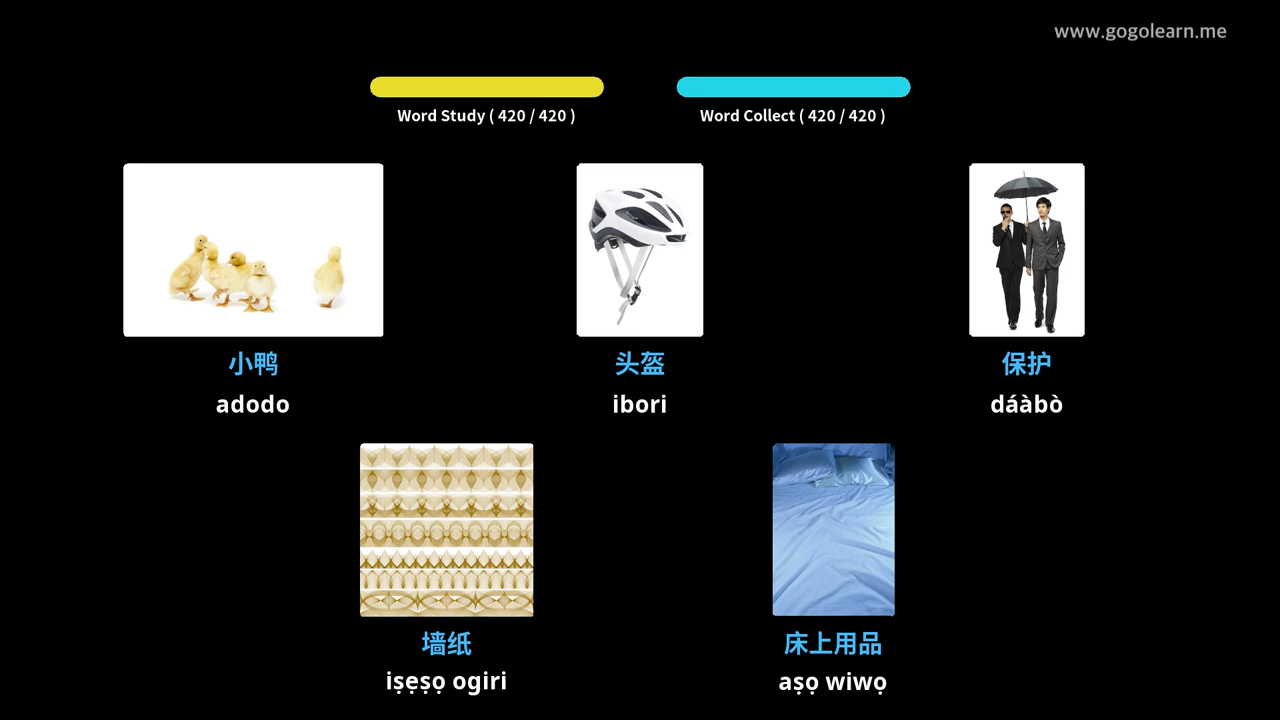 www.gogolearn.me
Word Study ( 420 / 420 )
Word Collect ( 420 / 420 )
小鸭
头盔
保护
adodo
ibori
dáàbò
墙纸
床上用品
iṣẹṣọ ogiri
aṣọ wiwọ